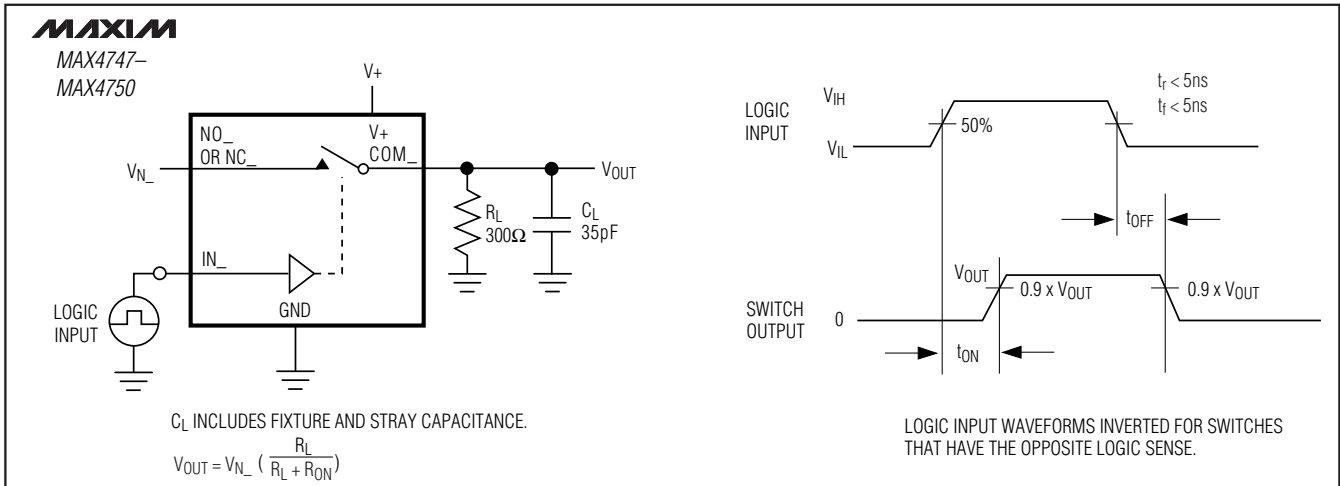 MAXIM
MAX4747–
MAX4750
V+
V+
NO_
OR NC_
COM_
V_N_
V_OUT
R_L
300Ω
C_L
35pF
IN_
GND
LOGIC
INPUT
C_L INCLUDES FIXTURE AND STRAY CAPACITANCE.
V_OUT = V_N_ ( R_L / R_L + R_ON )
LOGIC
INPUT
V_IH
V_IL
50%
t_r < 5ns
t_f < 5ns
t_OFF
SWITCH
OUTPUT
V_OUT
0
0.9 x V_OUT
0.9 x V_OUT
t_ON
LOGIC INPUT WAVEFORMS INVERTED FOR SWITCHES
THAT HAVE THE OPPOSITE LOGIC SENSE.